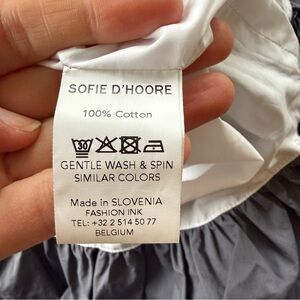 SOFIE D'HOORE
100% Cotton
30
GENTLE WASH & SPIN
SIMILAR COLORS
Made in SLOVENIA
FASHION INK
TEL: +32 2 514 50 77
BELGIUM